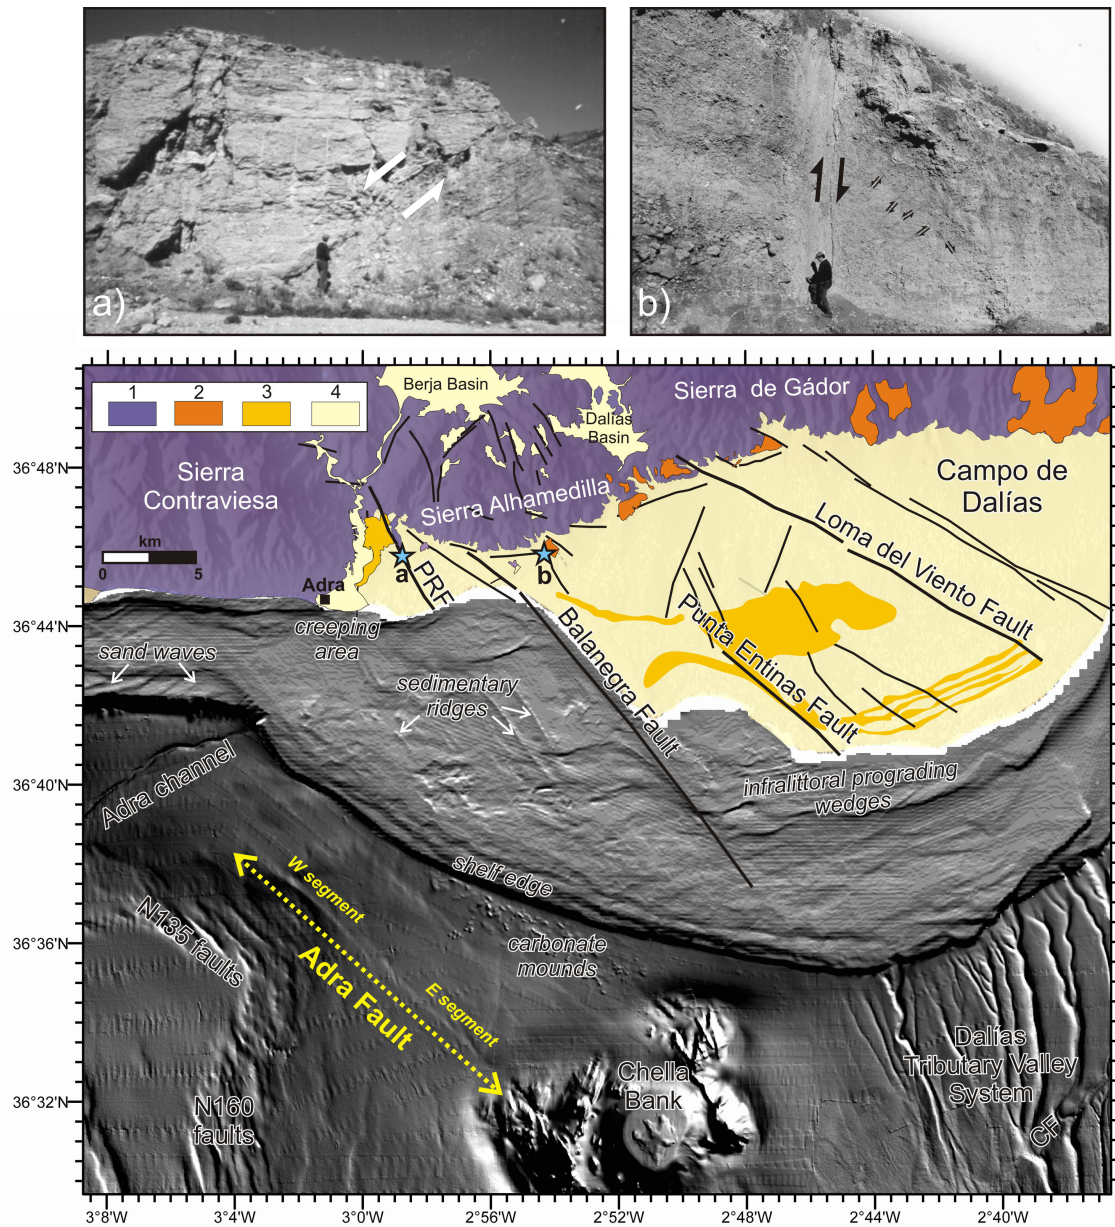 a)
b)
1 2 3 4
Berja Basin
Dalías
Basin
Sierra de Gádor
Sierra
Contraviesa
Sierra Alhamedilla
Campo de
Dalías
km
0 5
Adra
a
b
PRF
Loma del Viento Fault
Punta Entinas Fault
Balanegra Fault
creeping
area
sand waves
sedimentary
ridges
infralittoral prograding
wedges
Adra channel
shelf edge
W segment
Adra Fault
E segment
N135 faults
carbonate
mounds
N160
faults
Chella
Bank
Dalías
Tributary Valley
System
CF
36°48'N
36°44'N
36°40'N
36°36'N
36°32'N
3°8'W 3°4'W 3°0'W 2°56'W 2°52'W 2°48'W 2°44'W 2°40'W